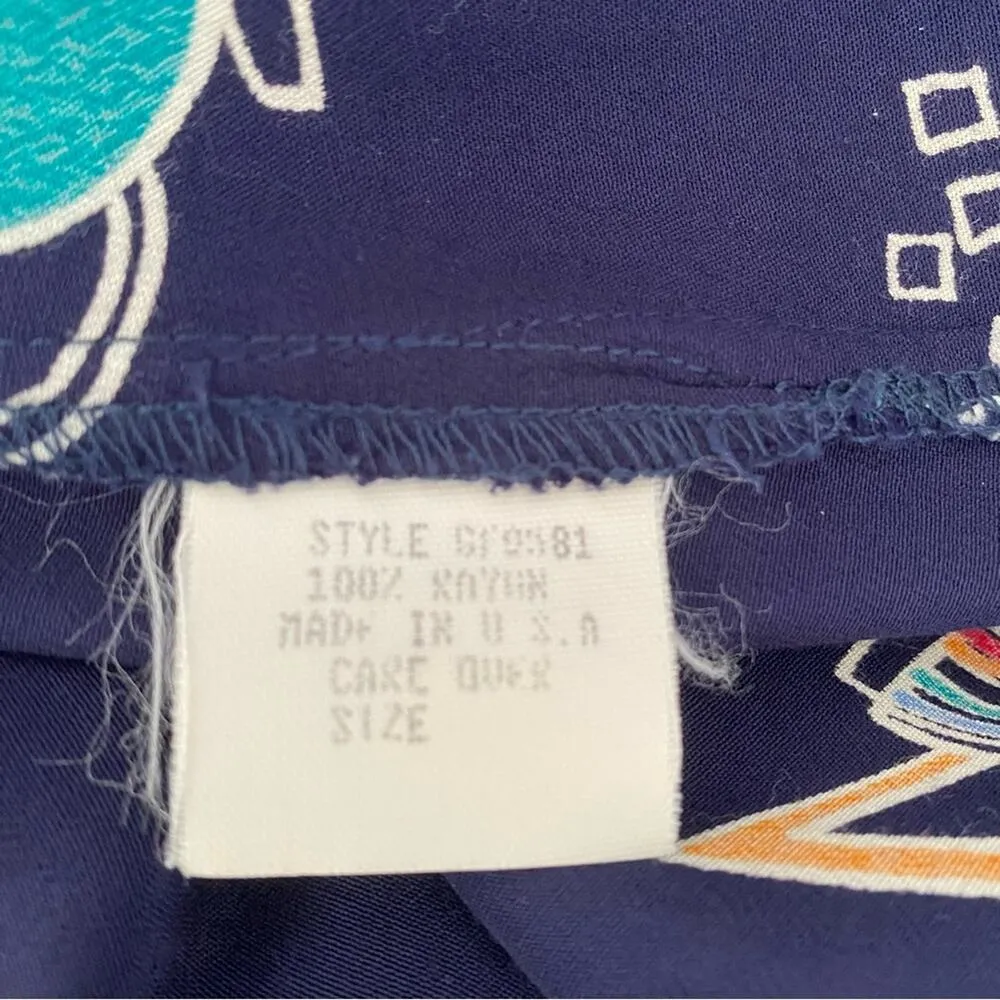 STYLE
100% RAYON
MADE IN U.S.A
CARE OVER
SIZE